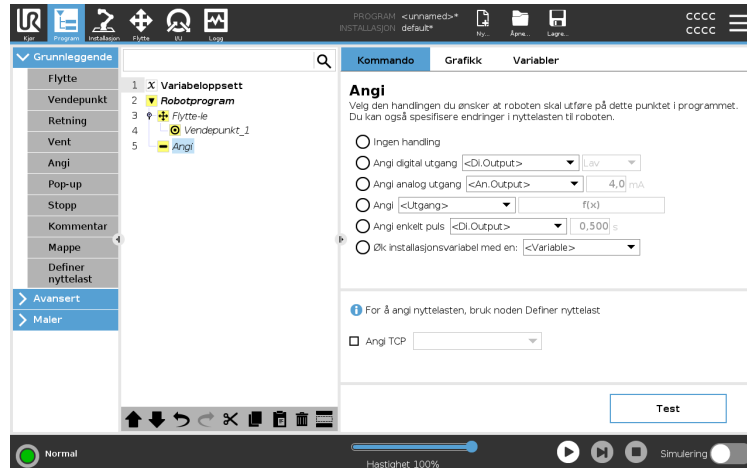 PROGRAM <unnamed>*
INSTALLASJON default*
UR
Kjør Program Installasjon Flytte I/U Logg
Ny... Åpne... Lagre...
cccc
cccc
Grunnleggende
Flytte
Vendepunkt
Retning
Vent
Angi
Pop-up
Stopp
Kommentar
Mappe
Definer
nyttelast
Avansert
Maler
1 X Variabeloppsett
2 Robotprogram
3 Flytte-le
4 Vendepunkt_1
5 Angi
Kommando Grafikk Variabler
Angi
Velg den handlingen du ønsker at roboten skal utføre på dette punktet i programmet.
Du kan også spesifisere endringer i nyttelasten til roboten.
Ingen handling
Angi digital utgang <Di.Output> Lav
Angi analog utgang <An.Output> 4,0 mA
Angi <Utgang> f(x)
Angi enkelt puls <Di.Output> 0,500 s
Øk installasjonsvariabel med en: <Variable>
For å angi nyttelasten, bruk noden Definer nyttelast
Angi TCP
Test
Normal
Hastighet 100%
Simulering